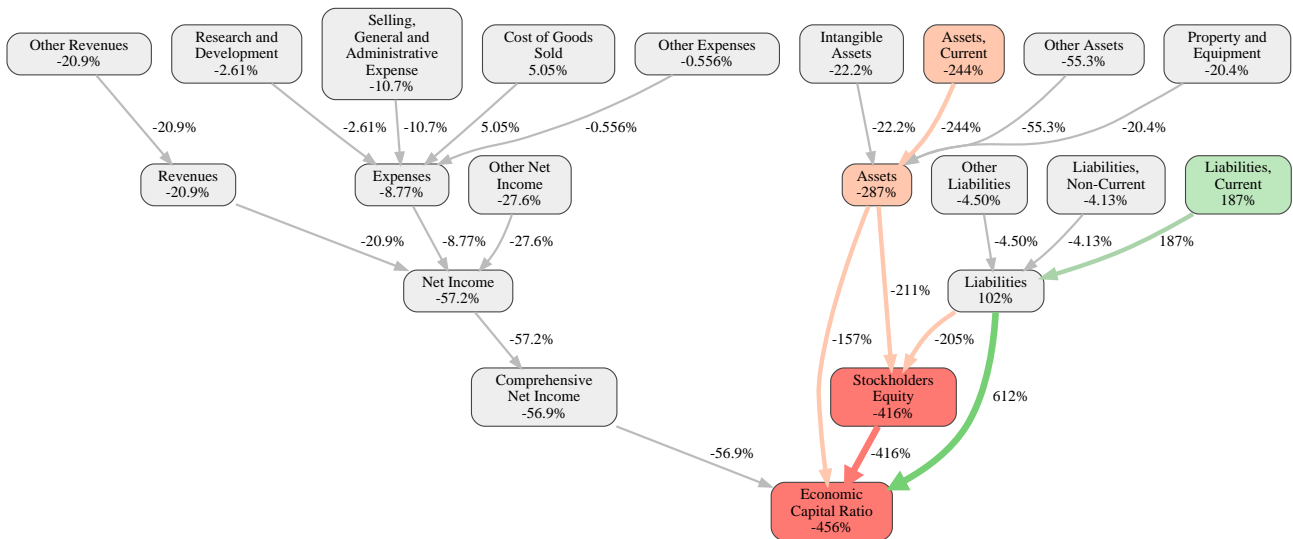 Other Revenues
-20.9%
Research and
Development
-2.61%
Selling,
General and
Administrative
Expense
-10.7%
Cost of Goods
Sold
5.05%
Other Expenses
-0.556%
Intangible
Assets
-22.2%
Assets,
Current
-244%
Other Assets
-55.3%
Property and
Equipment
-20.4%
-20.9%
-2.61%
-10.7%
5.05%
-0.556%
-22.2%
-244%
-55.3%
-20.4%
Revenues
-20.9%
Expenses
-8.77%
Other Net
Income
-27.6%
Assets
-287%
Other
Liabilities
-4.50%
Liabilities,
Non-Current
-4.13%
Liabilities,
Current
187%
-20.9%
-8.77%
-27.6%
-4.50%
-4.13%
187%
Net Income
-57.2%
-211%
Liabilities
102%
-57.2%
-157%
-205%
Comprehensive
Net Income
-56.9%
Stockholders
Equity
-416%
612%
-56.9%
-416%
Economic
Capital Ratio
-456%